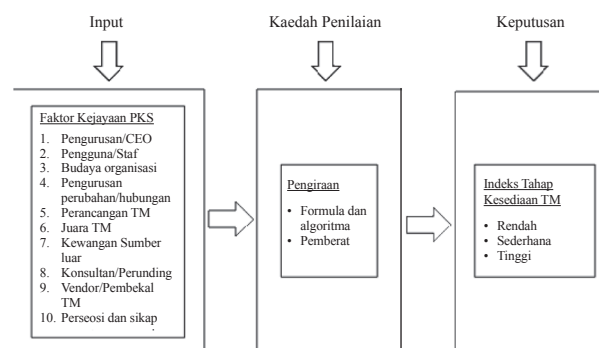 Input
Kaedah Penilaian
Keputusan
Faktor Kejayaan PKS
1. Pengurusan/CEO
2. Pengguna/Staf
3. Budaya organisasi
4. Pengurusan
perubahan/hubungan
5. Perancangan TM
6. Juara TM
7. Kewangan Sumber
luar
8. Konsultan/Perunding
9. Vendor/Pembekal
TM
10. Perseosi dan sikap
Pengiraan
• Formula dan
algoritma
• Pemberat
Indeks Tahap
Kesediaan TM
• Rendah
• Sederhana
• Tinggi